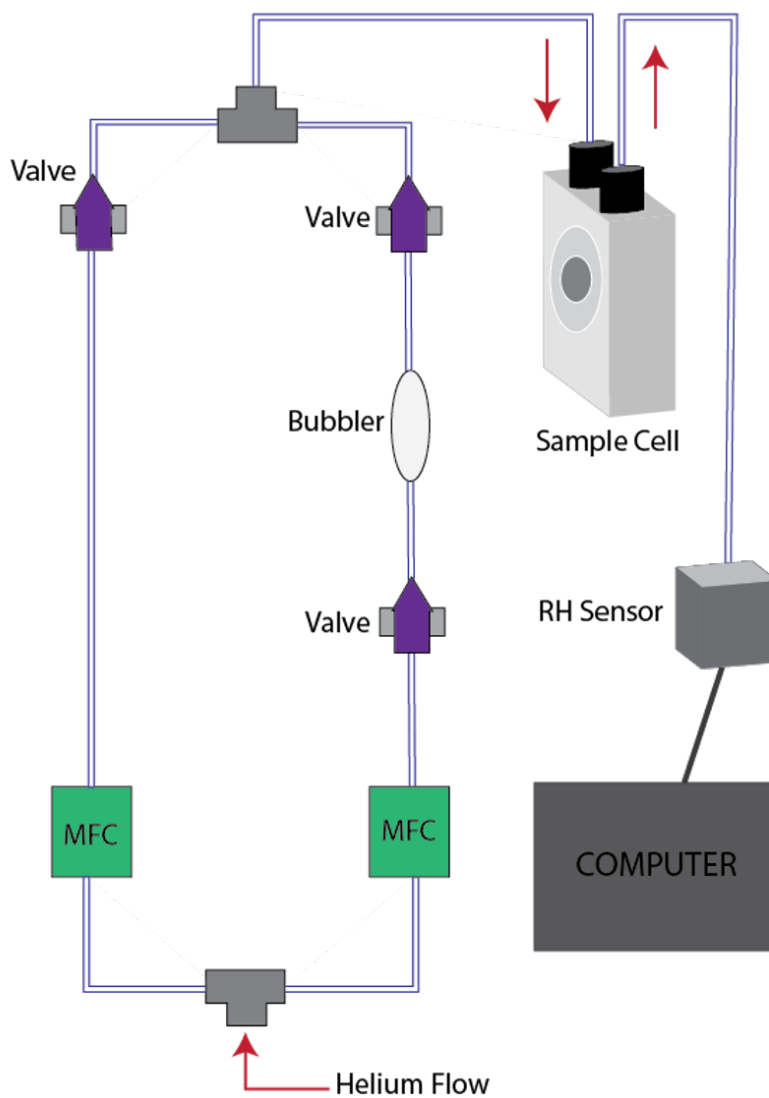 Valve
Valve
Bubbler
Sample Cell
Valve
RH Sensor
MFC
MFC
COMPUTER
Helium Flow